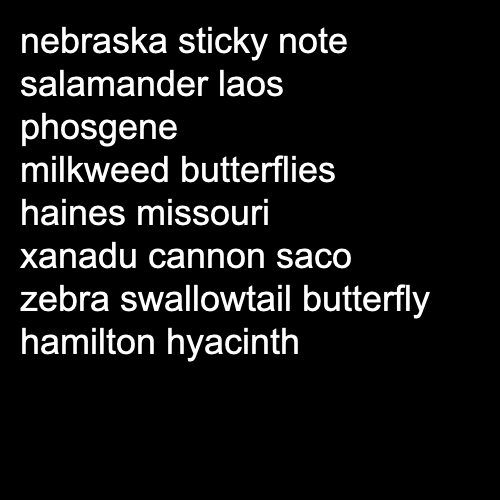 nebraska sticky note
salamander laos
phosgene
milkweed butterflies
haines missouri
xanadu cannon saco
zebra swallowtail butterfly
hamilton hyacinth